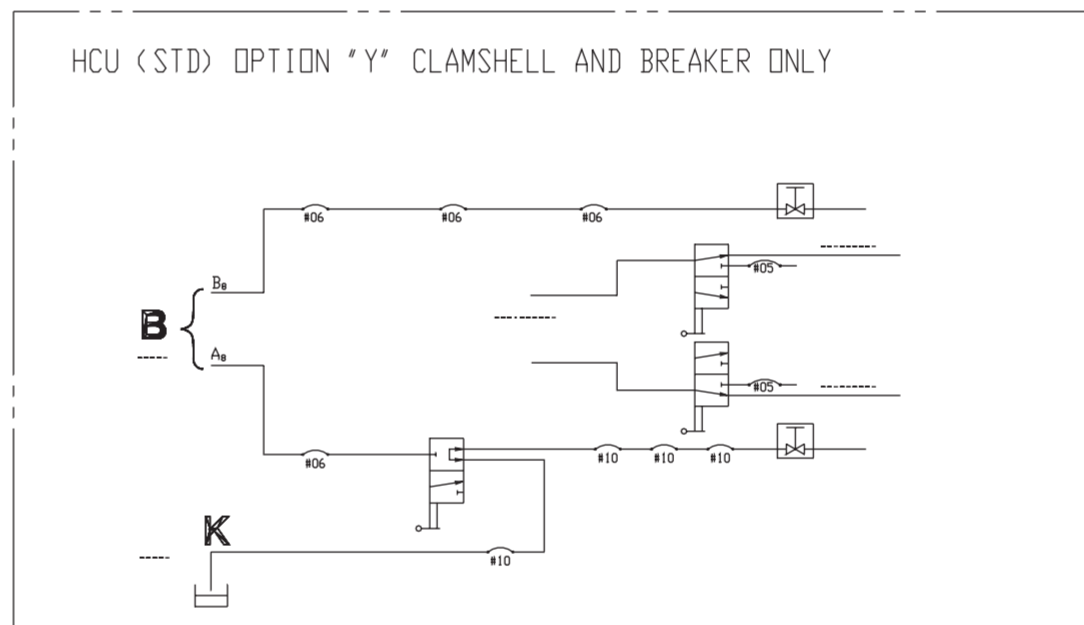 HCU (STD) OPTION "Y" CLAMSHELL AND BREAKER ONLY
#06 #06 #06
#05
B8
B
A8
#05
#06
#10 #10 #10
K
#10